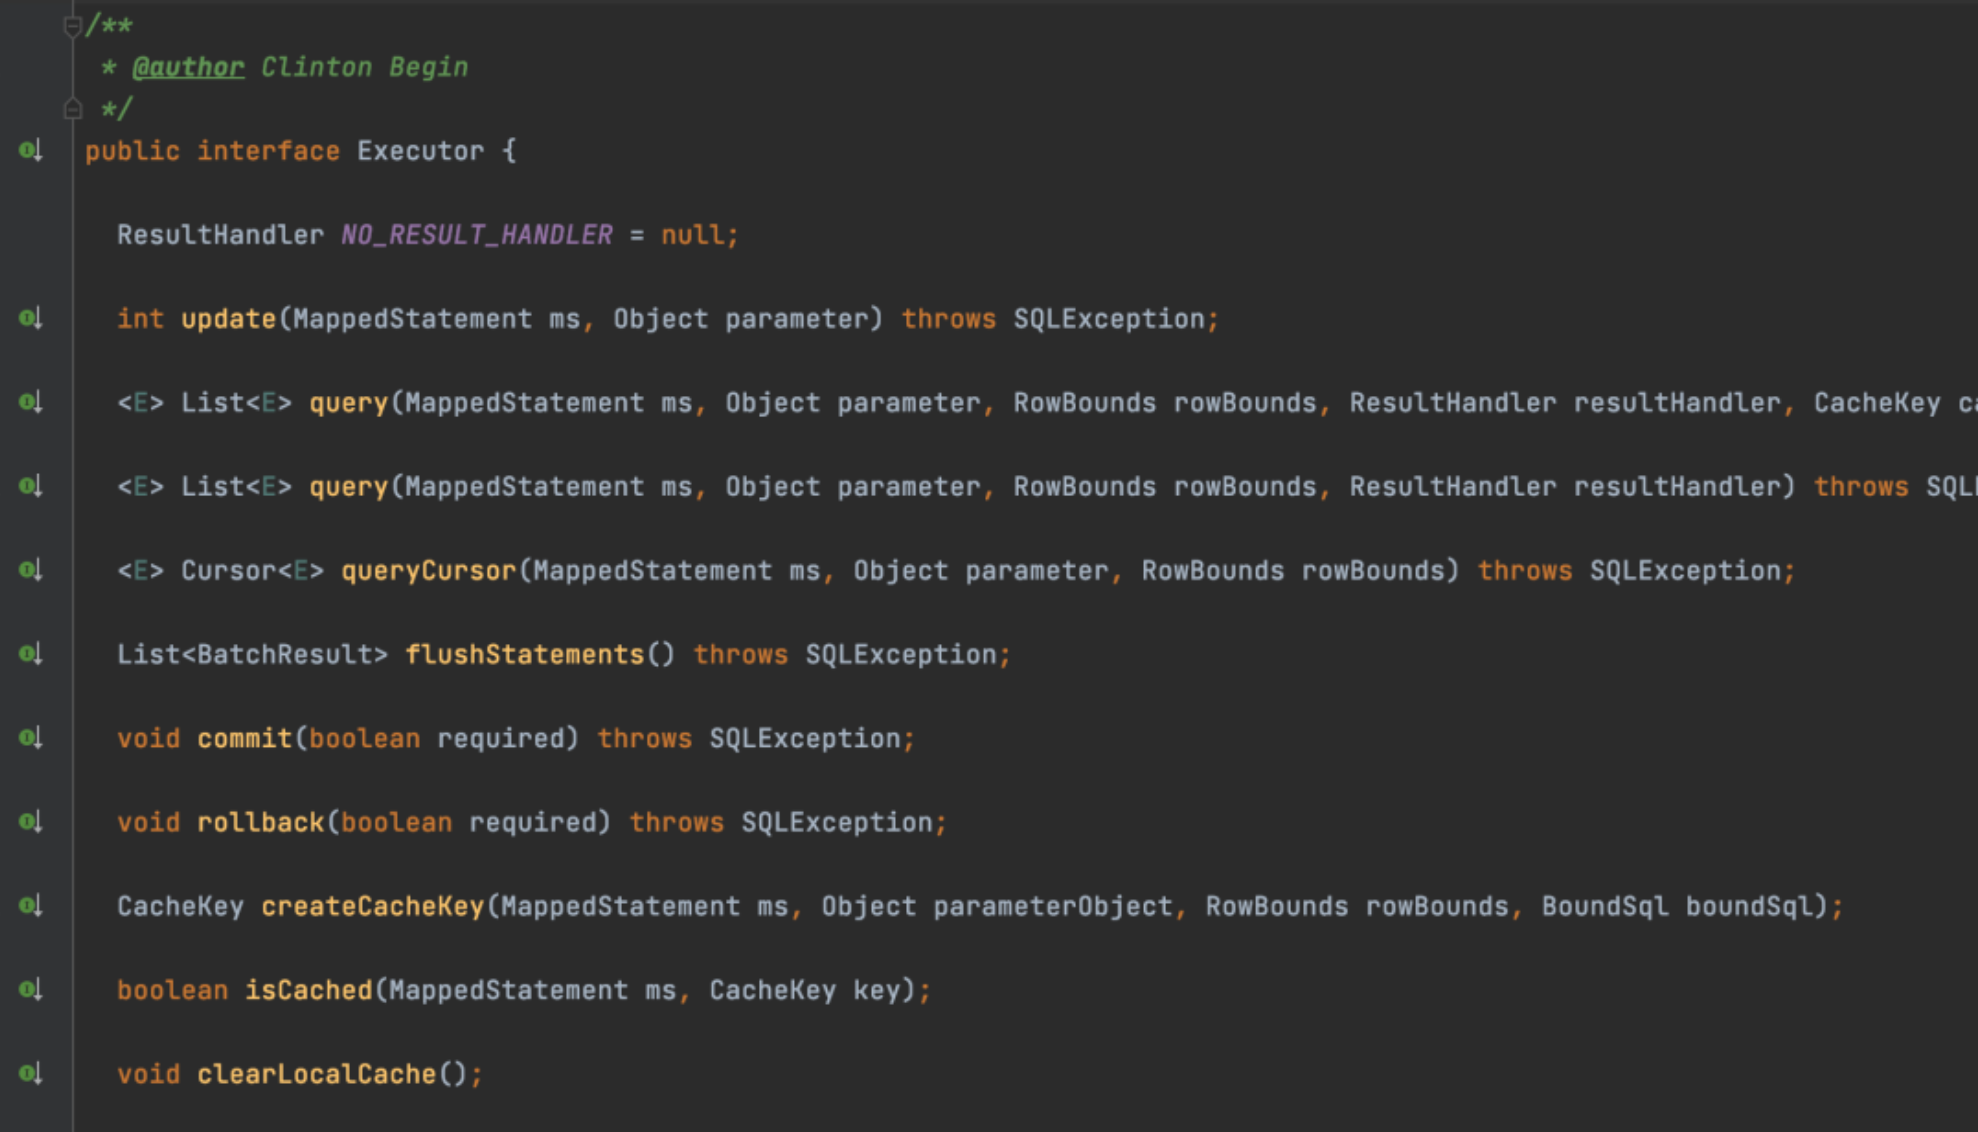 /**
* @author Clinton Begin
*/
public interface Executor {
ResultHandler NO_RESULT_HANDLER = null;
int update(MappedStatement ms, Object parameter) throws SQLException;
<E> List<E> query(MappedStatement ms, Object parameter, RowBounds rowBounds, ResultHandler resultHandler, CacheKey ca
<E> List<E> query(MappedStatement ms, Object parameter, RowBounds rowBounds, ResultHandler resultHandler) throws SQL
<E> Cursor<E> queryCursor(MappedStatement ms, Object parameter, RowBounds rowBounds) throws SQLException;
List<BatchResult> flushStatements() throws SQLException;
void commit(boolean required) throws SQLException;
void rollback(boolean required) throws SQLException;
CacheKey createCacheKey(MappedStatement ms, Object parameterObject, RowBounds rowBounds, BoundSql boundSql);
boolean isCached(MappedStatement ms, CacheKey key);
void clearLocalCache();